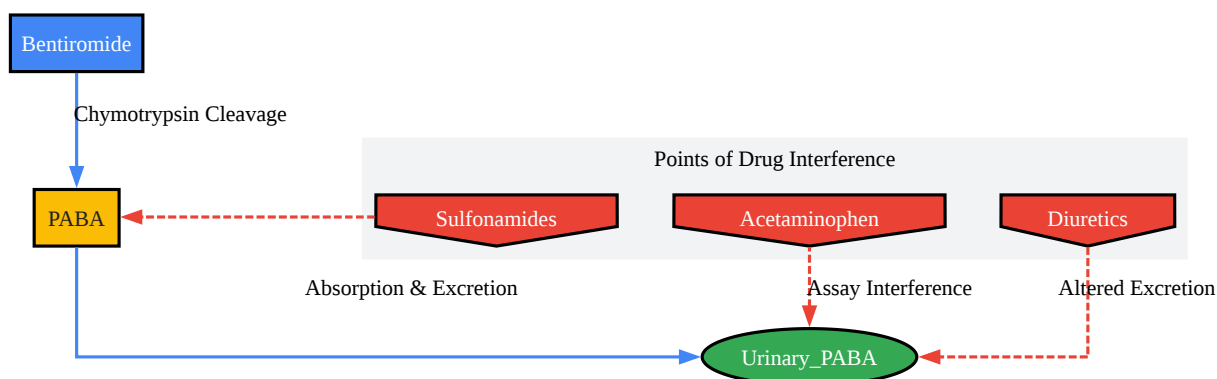 Bentiromide
Chymotrypsin Cleavage
Points of Drug Interference
PABA
Sulfonamides
Acetaminophen
Diuretics
Absorption & Excretion
Assay Interference
Altered Excretion
Urinary_PABA